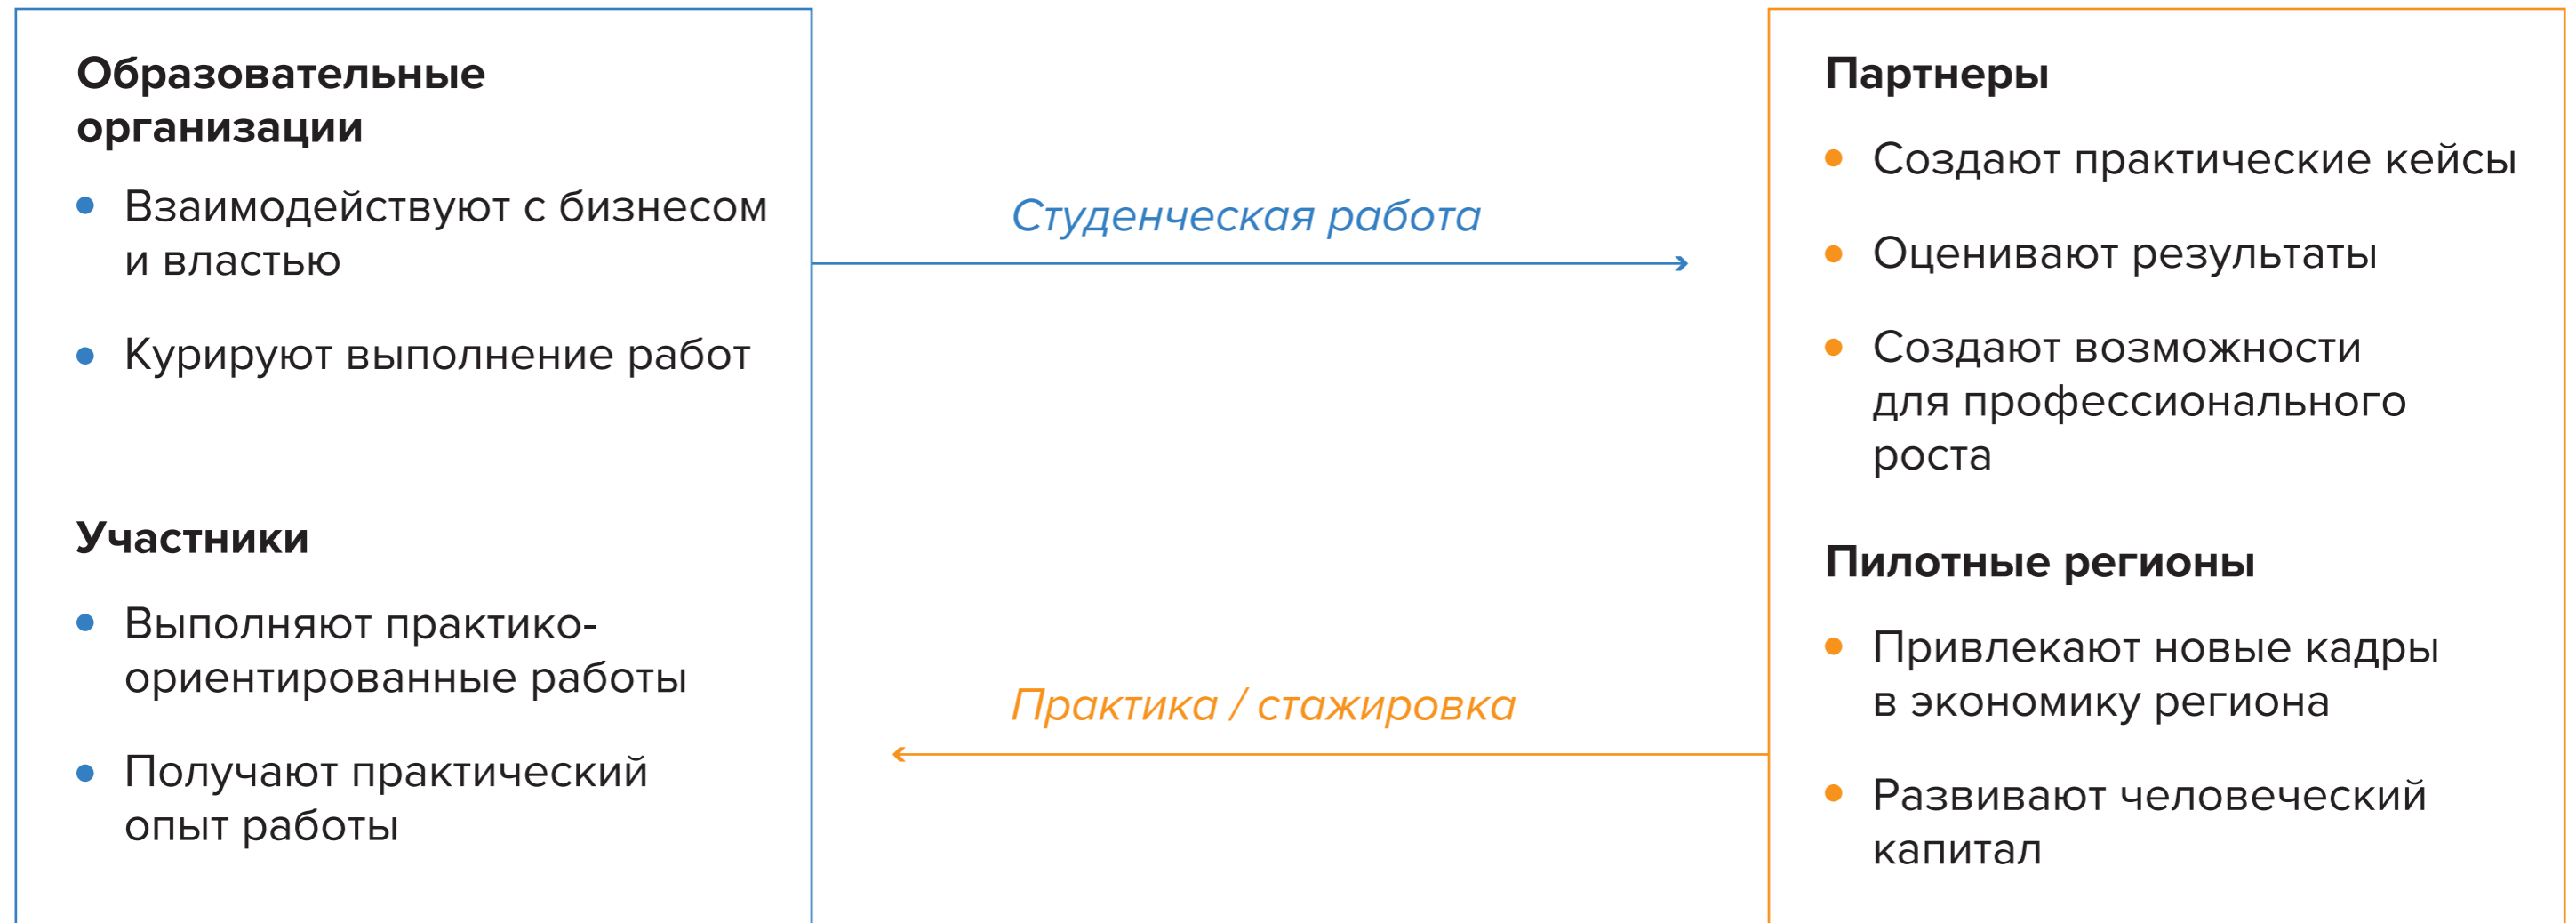 Образовательные
организации
Взаимодействуют с бизнесом
и властью
Курируют выполнение работ
Участники
Выполняют практико-
ориентированные работы
Получают практический
опыт работы
Студенческая работа
Практика / стажировка
Партнеры
Создают практические кейсы
Оценивают результаты
Создают возможности
для профессионального
роста
Пилотные регионы
Привлекают новые кадры
в экономику региона
Развивают человеческий
капитал